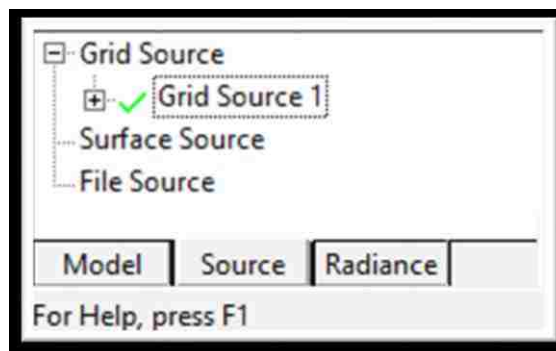 Grid Source
Grid Source 1
Surface Source
File Source
Model Source Radiance
For Help, press F1